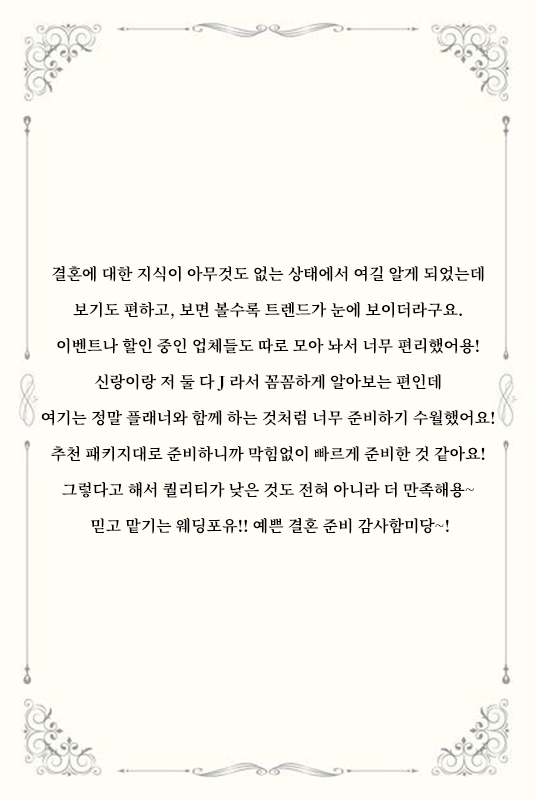 결혼에 대한 지식이 아무것도 없는 상태에서 여길 알게 되었는데
보기도 편하고, 보면 볼수록 트렌드가 눈에 보이더라구요.
이벤트나 할인 중인 업체들도 따로 모아 놔서 너무 편리했어용!
신랑이랑 저 둘 다 J 라서 꼼꼼하게 알아보는 편인데
여기는 정말 플래너와 함께 하는 것처럼 너무 준비하기 수월했어요!
추천 패키지대로 준비하니까 막힘없이 빠르게 준비한 것 같아요!
그렇다고 해서 퀄리티가 낮은 것도 전혀 아니라 더 만족해용~
믿고 맡기는 웨딩포유!! 예쁜 결혼 준비 감사함미당~!